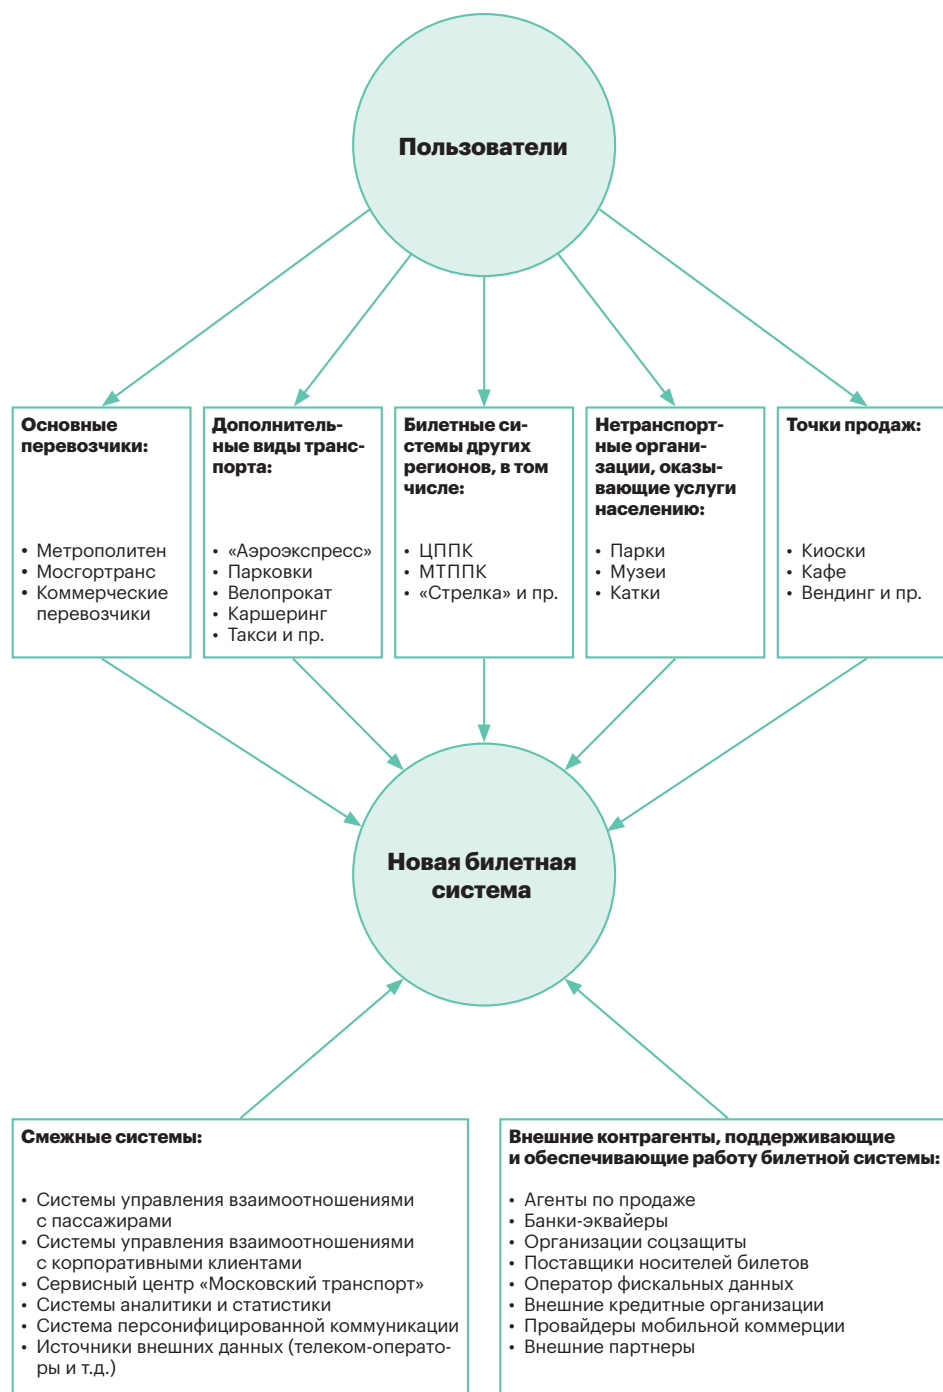 Пользователи
Основные
перевозчики:
• Метрополитен
• Мосгортранс
• Коммерческие
перевозчики
Дополнитель-
ные виды транс-
порта:
• «Аэроэкспресс»
• Парковки
• Велопрокат
• Каршеринг
• Такси и пр.
Билетные си-
стемы других
регионов, в том
числе:
• ЦППК
• МТППК
• «Стрелка» и пр.
Нетранспорт-
ные органи-
зации, оказы-
вающие услуги
населению:
• Парки
• Музеи
• Катки
Точки продаж:
• Киоски
• Кафе
• Вендинг и пр.
Новая билетная
система
Смежные системы:
• Системы управления взаимоотношениями
с пассажирами
• Системы управления взаимоотношениями
с корпоративными клиентами
• Сервисный центр «Московский транспорт»
• Системы аналитики и статистики
• Система персонифицированной коммуникации
• Источники внешних данных (телеком-операто-
ры и т.д.)
Внешние контрагенты, поддерживающие
и обеспечивающие работу билетной системы:
• Агенты по продаже
• Банки-эквайеры
• Организации соцзащиты
• Поставщики носителей билетов
• Оператор фискальных данных
• Внешние кредитные организации
• Провайдеры мобильной коммерции
• Внешние партнеры